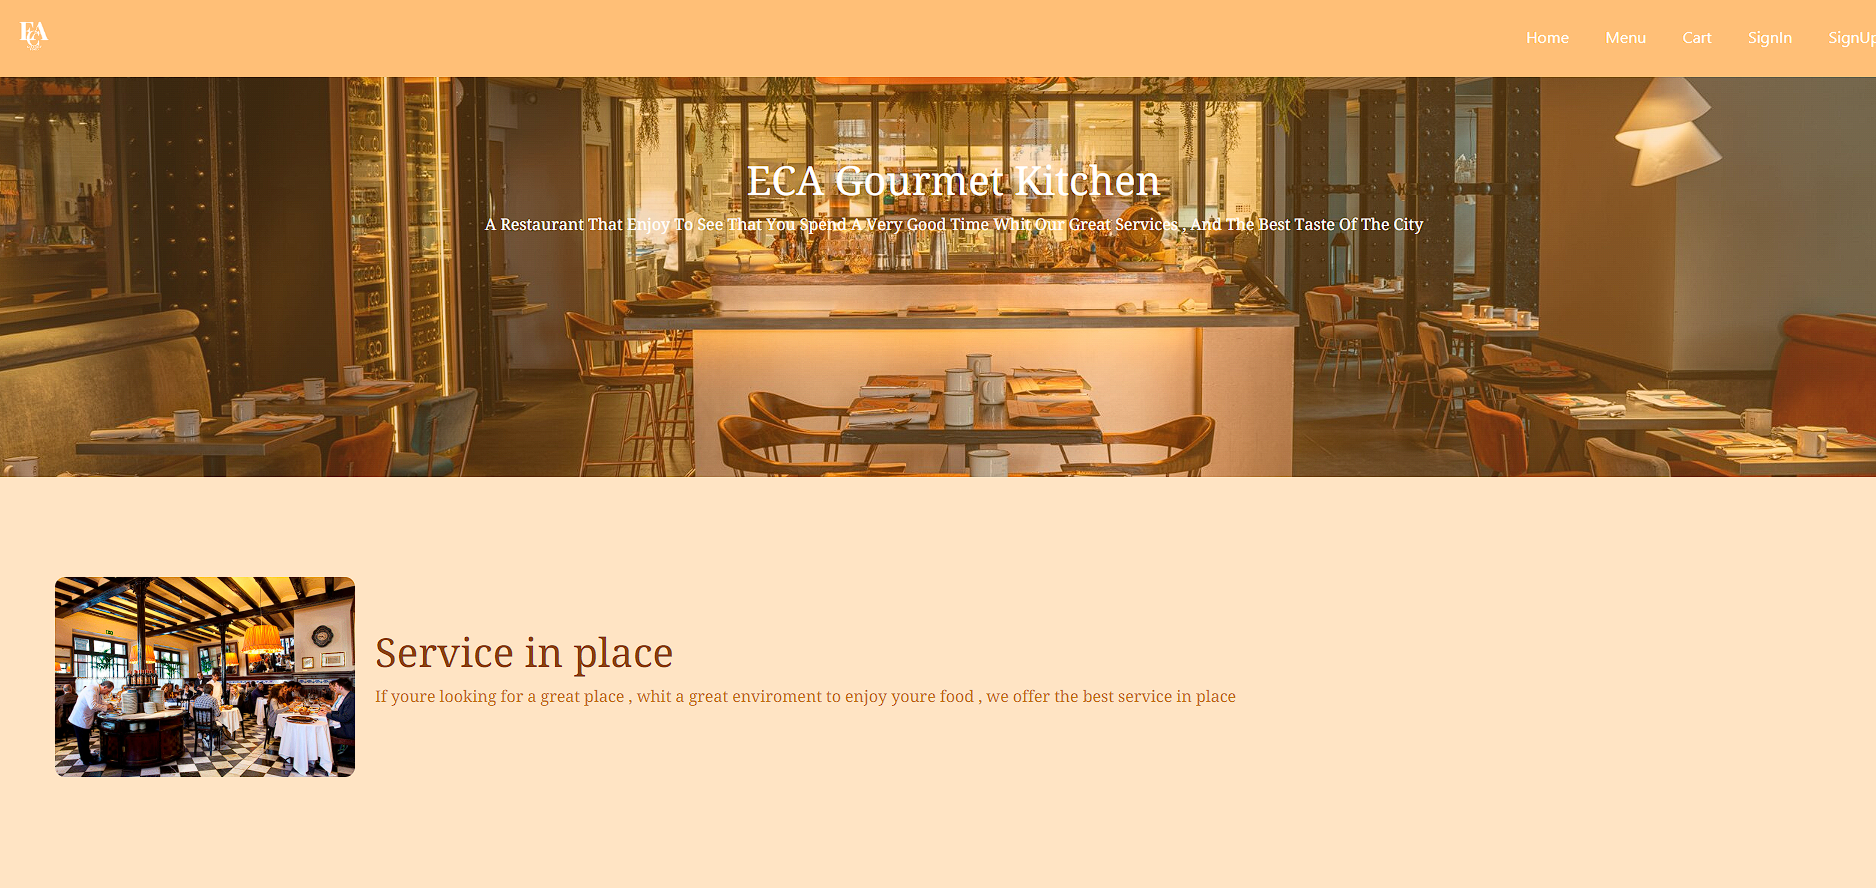 ECA
Home Menu Cart SignIn SignUp
ECA Gourmet Kitchen
A Restaurant That Enjoy To See That You Spend A Very Good Time Whit Our Great Services , And The Best Taste Of The City
Service in place
If youre looking for a great place , whit a great enviroment to enjoy youre food , we offer the best service in place